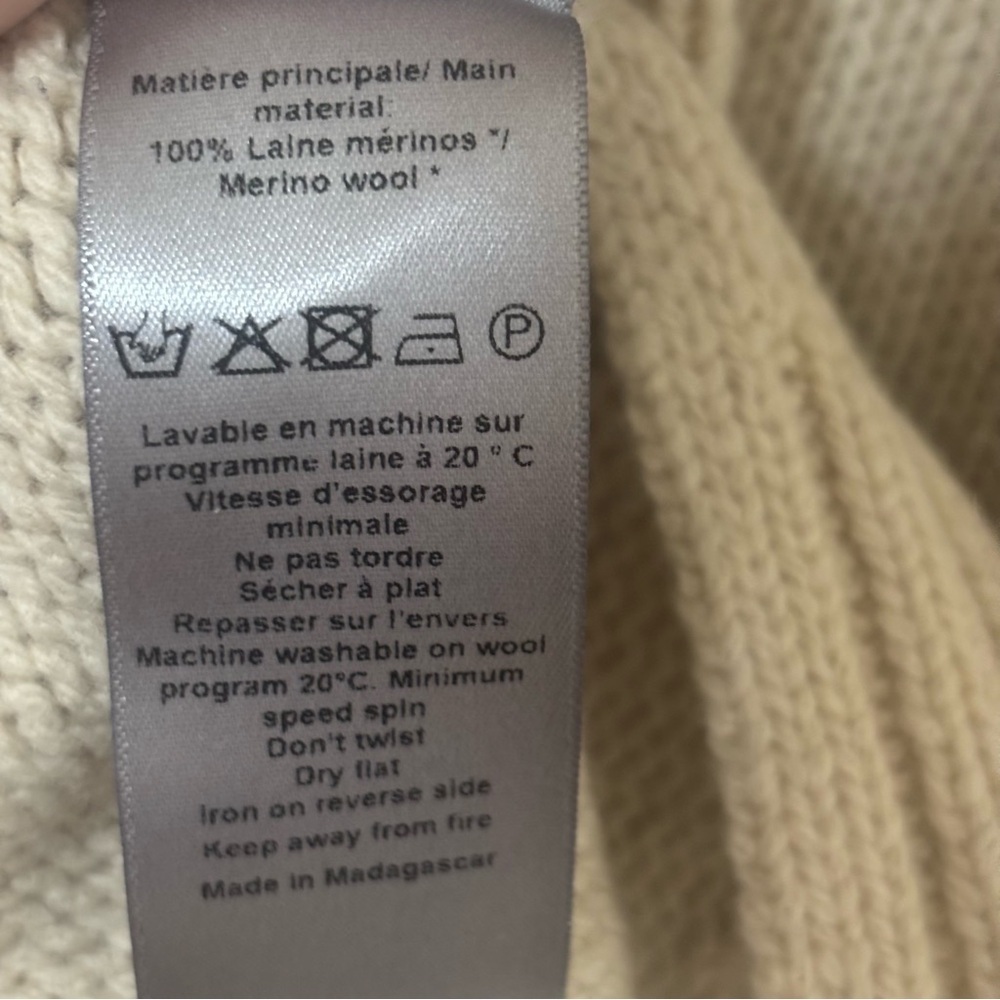 Matière principale/ Main
material:
100% Laine mérinos */
Merino wool *
P
Lavable en machine sur
programme laine à 20 ° C
Vitesse d'essorage
minimale
Ne pas tordre
Sécher à plat
Repasser sur l'envers
Machine washable on wool
program 20°C. Minimum
speed spin
Don't twist
Dry flat
Iron on reverse side
Keep away from fire
Made in Madagascar